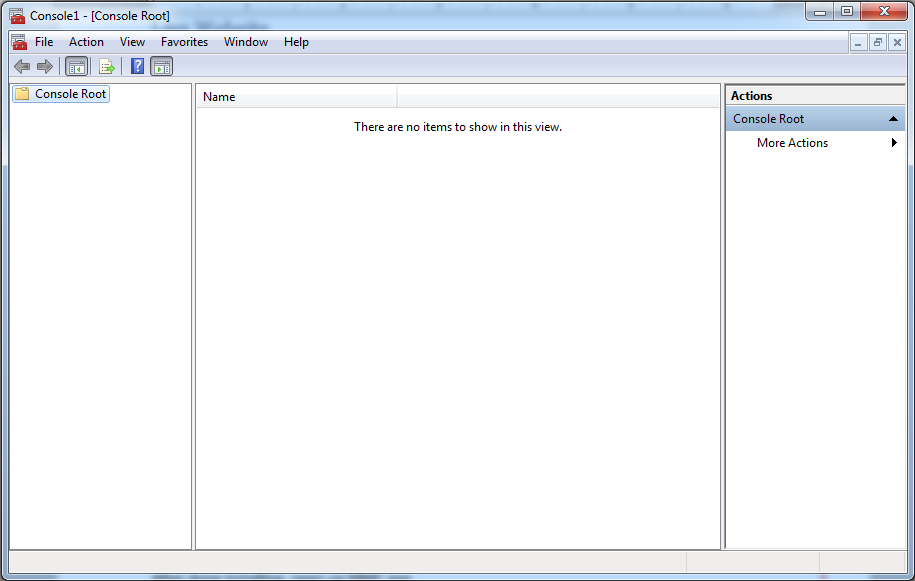 Console1 - [Console Root]
File Action View Favorites Window Help
Console Root
Name
There are no items to show in this view.
Actions
Console Root
More Actions